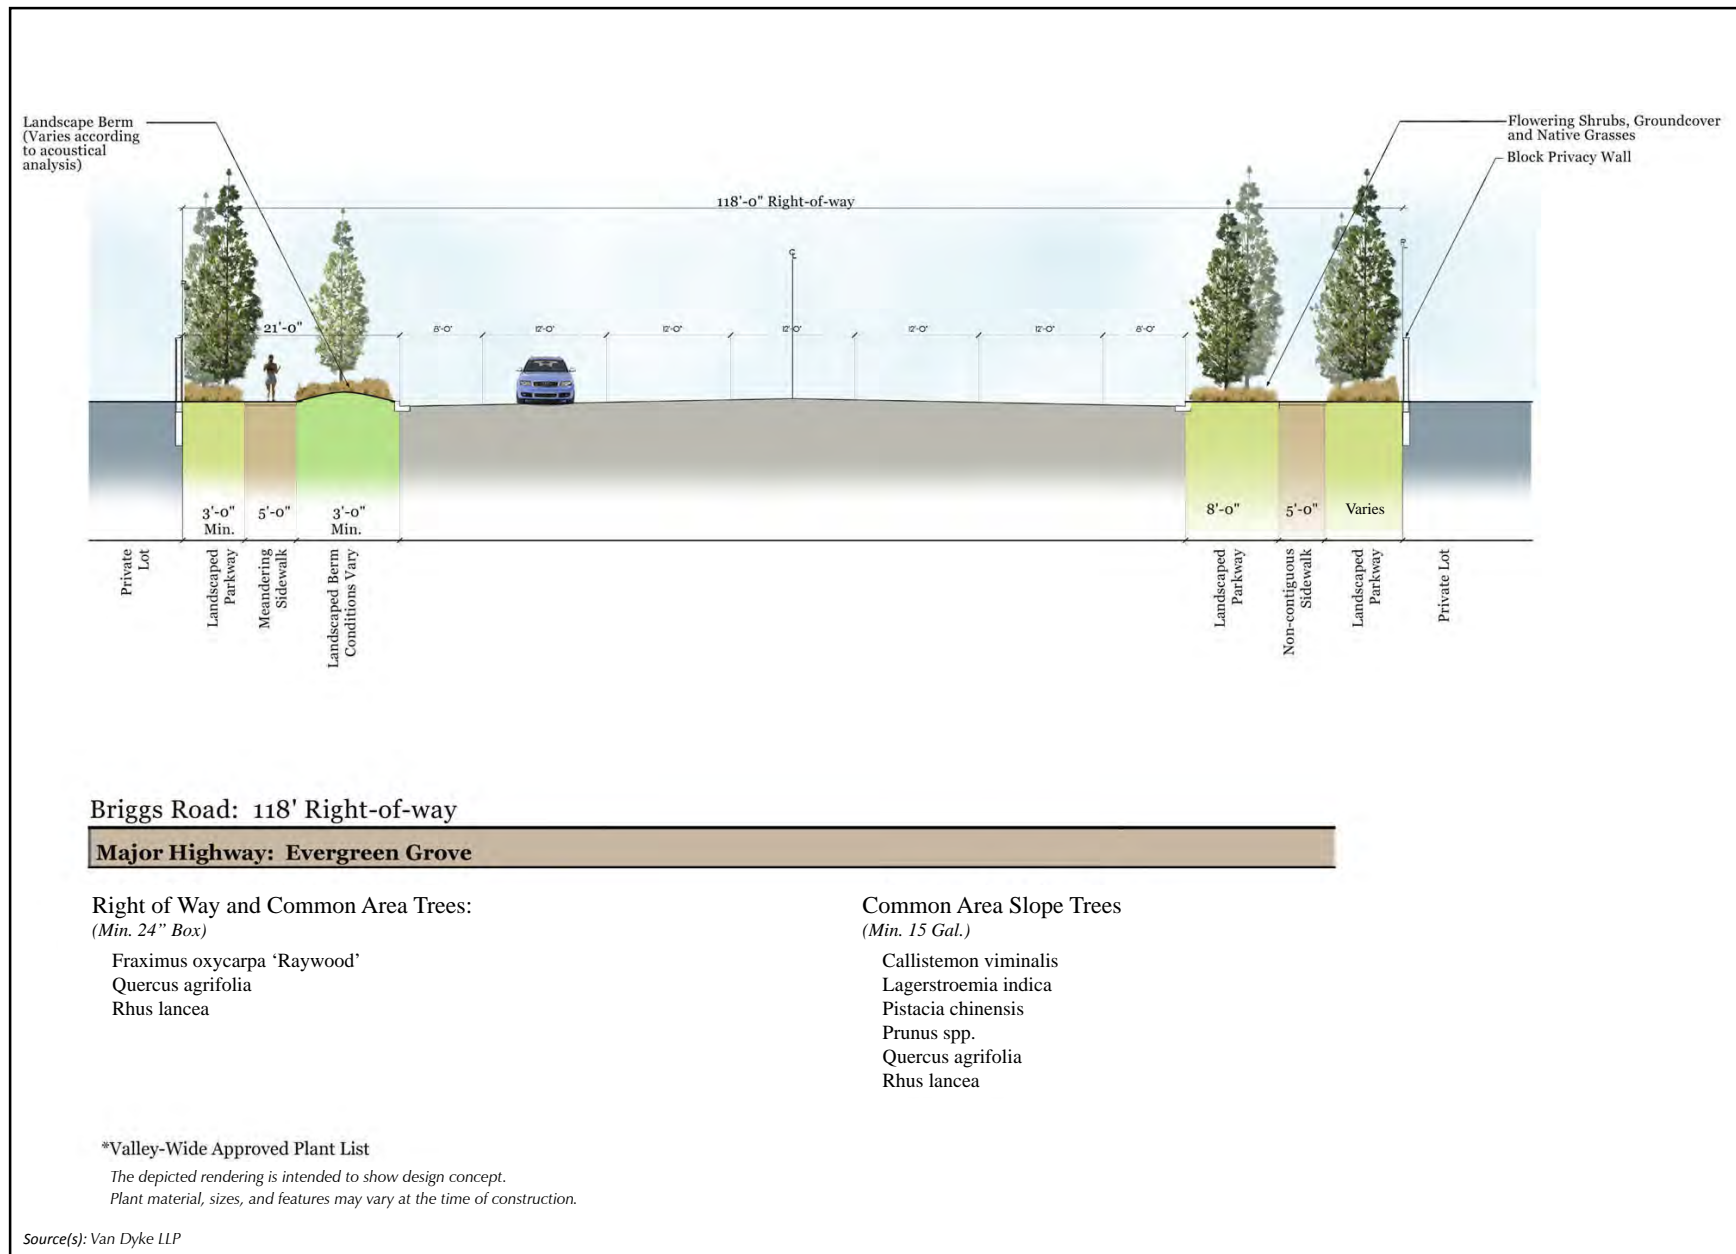 Landscape Berm
(Varies according
to acoustical
analysis)
Flowering Shrubs, Groundcover
and Native Grasses
Block Privacy Wall
118'-0" Right-of-way
21'-0"
8'-0"
12'-0"
12'-0"
12'-0"
12'-0"
12'-0"
8'-0"
3'-0"
Min.
5'-0"
3'-0"
Min.
8'-0"
5'-0"
Varies
Private
Lot
Landscaped
Parkway
Meandering
Sidewalk
Landscaped Berm
Conditions Vary
Landscaped
Parkway
Non-contiguous
Sidewalk
Landscaped
Parkway
Private Lot
Briggs Road: 118' Right-of-way
Major Highway: Evergreen Grove
Right of Way and Common Area Trees:
(Min. 24” Box)
Fraximus oxycarpa ‘Raywood’
Quercus agrifolia
Rhus lancea
Common Area Slope Trees
(Min. 15 Gal.)
Callistemon viminalis
Lagerstroemia indica
Pistacia chinensis
Prunus spp.
Quercus agrifolia
Rhus lancea
*Valley-Wide Approved Plant List
The depicted rendering is intended to show design concept.
Plant material, sizes, and features may vary at the time of construction.
Source(s): Van Dyke LLP